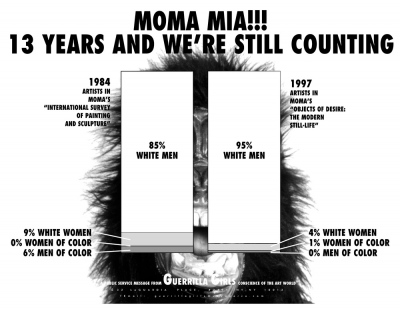 MOMA MIA!!!
13 YEARS AND WE'RE STILL COUNTING
1984
ARTISTS IN
MOMA'S
"INTERNATIONAL SURVEY
OF PAINTING
AND SCULPTURE"
85%
WHITE MEN
9% WHITE WOMEN
0% WOMEN OF COLOR
6% MEN OF COLOR
1997
ARTISTS IN
MOMA'S
"OBJECTS OF DESIRE:
THE MODERN
STILL-LIFE"
95%
WHITE MEN
4% WHITE WOMEN
1% WOMEN OF COLOR
0% MEN OF COLOR
SERVICE MESSAGE FROM GUERRILLA GIRLS CONSCIENCE OF THE ART WORLD